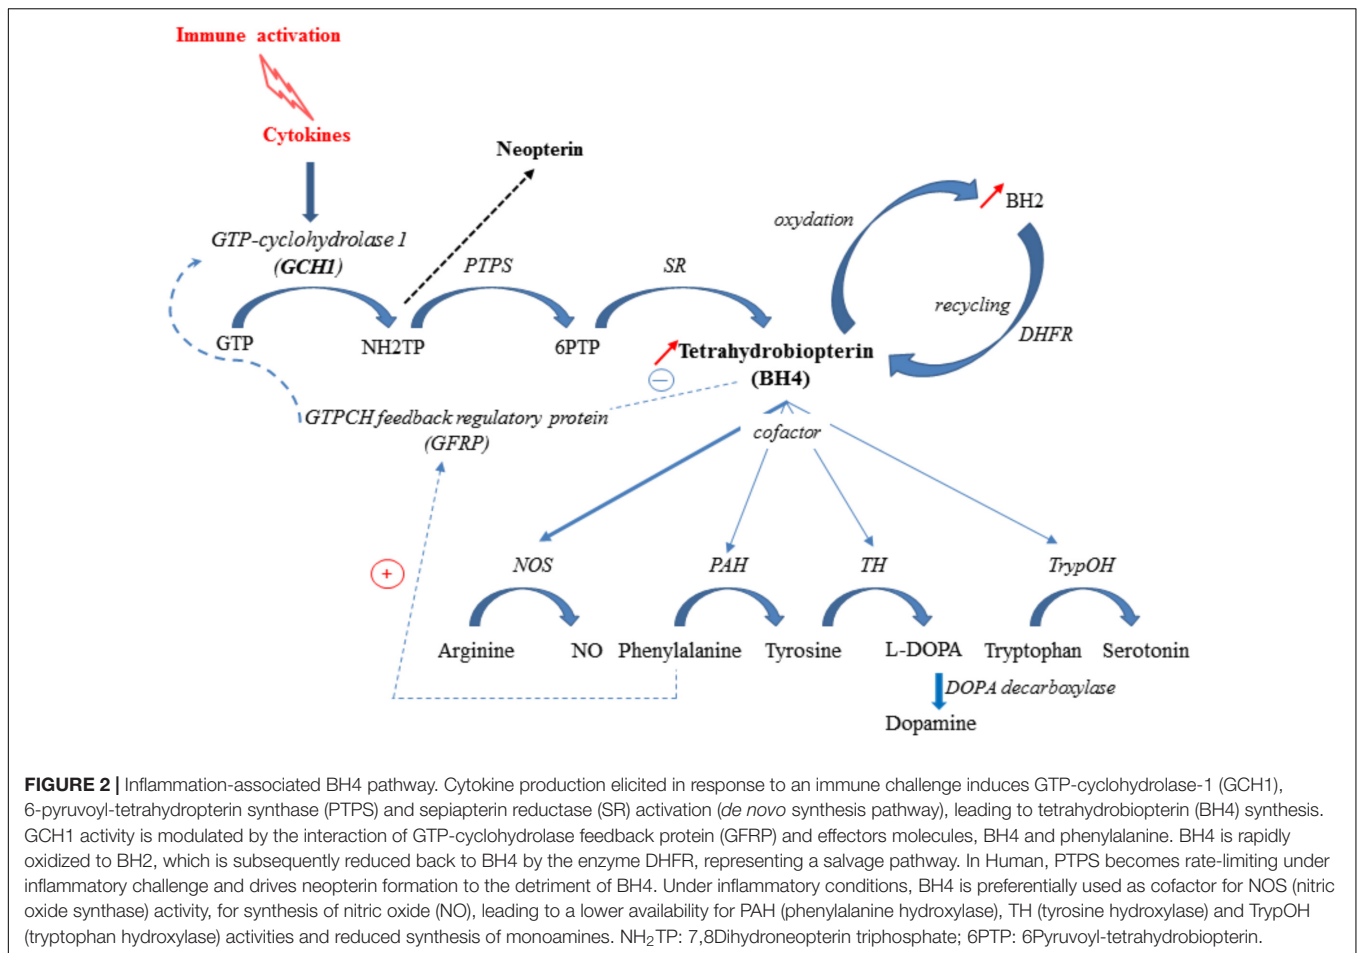 Immune activation
Cytokines
Neopterin
GTP-cyclohydrolase 1
(GCH1)
PTPS
SR
oxydation
BH2
recycling
DHFR
GTP
NH2TP
6PTP
Tetrahydrobiopterin
(BH4)
−
GTPCH feedback regulatory protein
(GFRP)
cofactor
+
NOS
PAH
TH
TrypOH
Arginine
NO
Phenylalanine
Tyrosine
L-DOPA
Tryptophan
Serotonin
DOPA decarboxylase
Dopamine
FIGURE 2 | Inflammation-associated BH4 pathway. Cytokine production elicited in response to an immune challenge induces GTP-cyclohydrolase-1 (GCH1),
6-pyruvoyl-tetrahydropterin synthase (PTPS) and sepiapterin reductase (SR) activation (de novo synthesis pathway), leading to tetrahydrobiopterin (BH4) synthesis.
GCH1 activity is modulated by the interaction of GTP-cyclohydrolase feedback protein (GFRP) and effectors molecules, BH4 and phenylalanine. BH4 is rapidly
oxidized to BH2, which is subsequently reduced back to BH4 by the enzyme DHFR, representing a salvage pathway. In Human, PTPS becomes rate-limiting under
inflammatory challenge and drives neopterin formation to the detriment of BH4. Under inflammatory conditions, BH4 is preferentially used as cofactor for NOS (nitric
oxide synthase) activity, for synthesis of nitric oxide (NO), leading to a lower availability for PAH (phenylalanine hydroxylase), TH (tyrosine hydroxylase) and TrypOH
(tryptophan hydroxylase) activities and reduced synthesis of monoamines. NH₂TP: 7,8Dihydroneopterin triphosphate; 6PTP: 6Pyruvoyl-tetrahydrobiopterin.